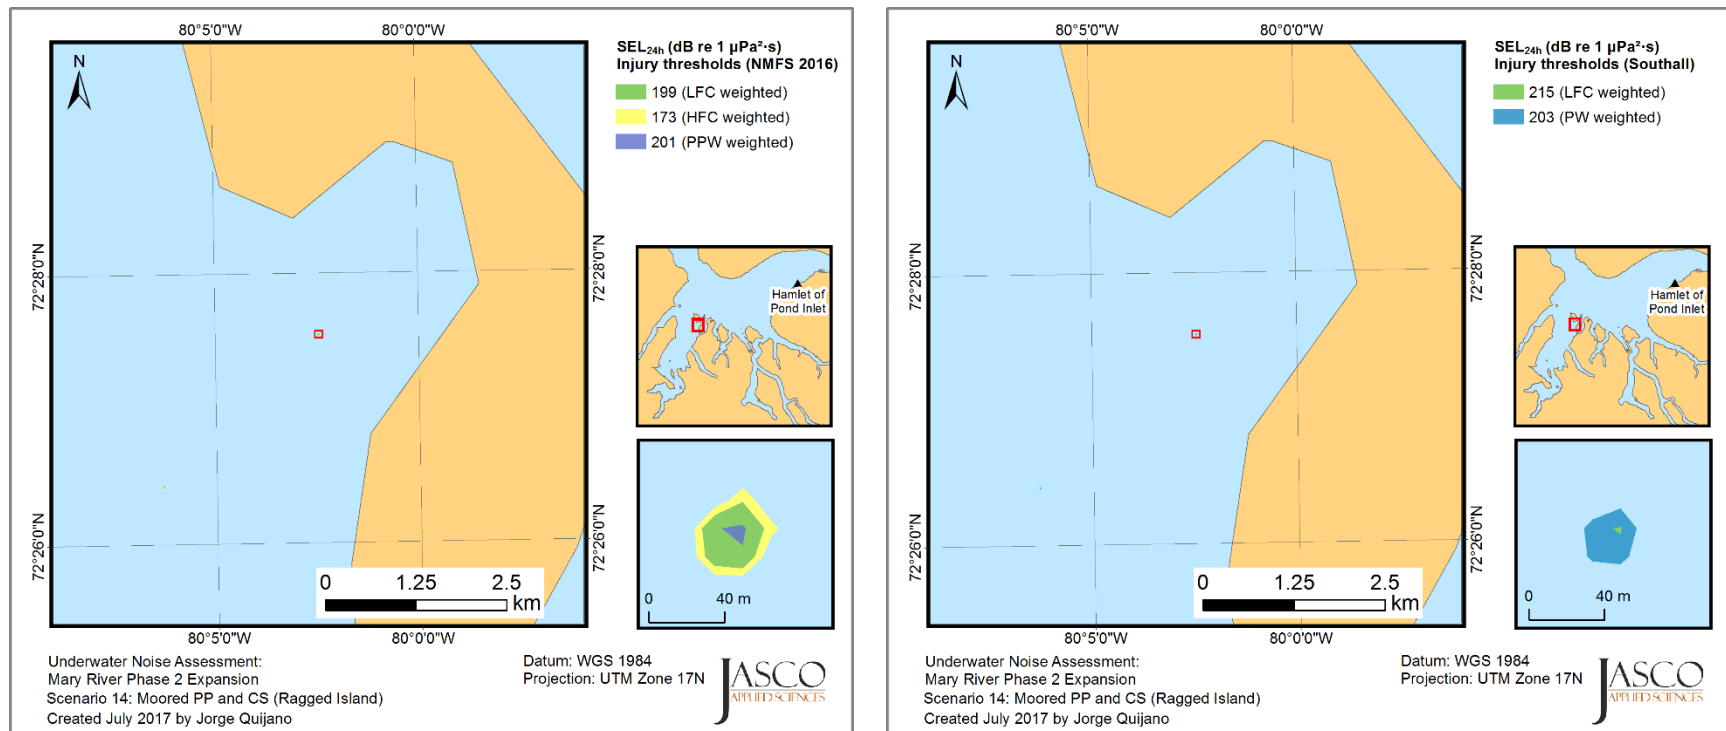 80°5'0"W
80°0'0"W
N
72°28'0"N
72°28'0"N
72°26'0"N
72°26'0"N
0
1.25
2.5
km
80°5'0"W
80°0'0"W
SEL24h (dB re 1 µPa²·s)
Injury thresholds (NMFS 2016)
199 (LFC weighted)
173 (HFC weighted)
201 (PPW weighted)
Hamlet of
Pond Inlet
0
40 m
Underwater Noise Assessment:
Mary River Phase 2 Expansion
Scenario 14: Moored PP and CS (Ragged Island)
Created July 2017 by Jorge Quijano
Datum: WGS 1984
Projection: UTM Zone 17N
JASCO
APPLIED SCIENCES
80°5'0"W
80°0'0"W
N
72°28'0"N
72°28'0"N
72°26'0"N
72°26'0"N
0
1.25
2.5
km
80°5'0"W
80°0'0"W
SEL24h (dB re 1 µPa²·s)
Injury thresholds (Southall)
215 (LFC weighted)
203 (PW weighted)
Hamlet of
Pond Inlet
0
40 m
Underwater Noise Assessment:
Mary River Phase 2 Expansion
Scenario 14: Moored PP and CS (Ragged Island)
Created July 2017 by Jorge Quijano
Datum: WGS 1984
Projection: UTM Zone 17N
JASCO
APPLIED SCIENCES